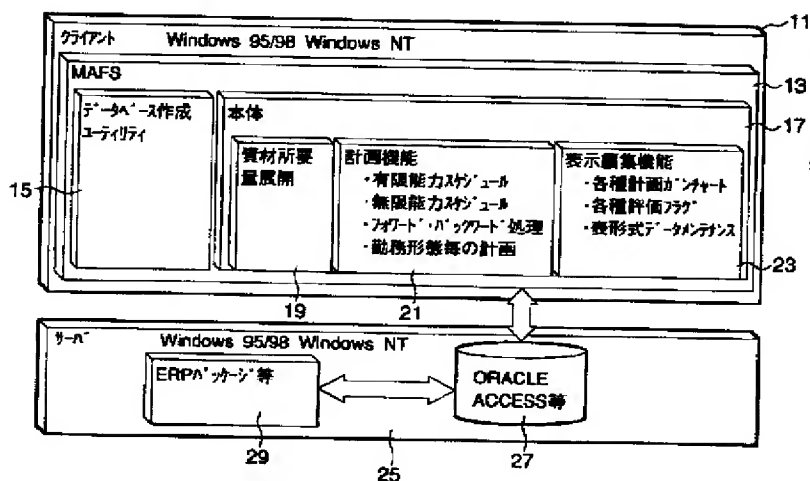 11
クライアント Windows 95/98 Windows NT
MAFS
13
データベース作成
ユーティリティ
本体
17
15
資材所要
量展開
計画機能
・有限能力スケジュール
・無限能力スケジュール
・フォワード・バックワード処理
・勤務形態毎の計画
表示編集機能
・各種計画ガンチャート
・各種評価フラグ
・表形式データメンテナンス
19
21
23
サーバ Windows 95/98 Windows NT
ERPパッケージ等
ORACLE
ACCESS等
29
25
27